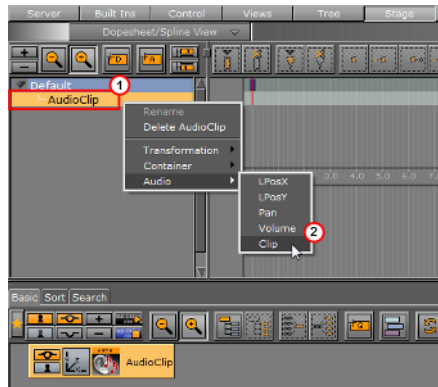 Server Built Ins Control Views Tree Stage
Dopesheet/Spline View
Default
1
AudioClip
Rename
Delete AudioClip
Transformation
Container
Audio
LPosX
LPosY
Pan
Volume
Clip
2
3.0 4.0 5.0 6.0 7.
Basic Sort Search
AudioClip